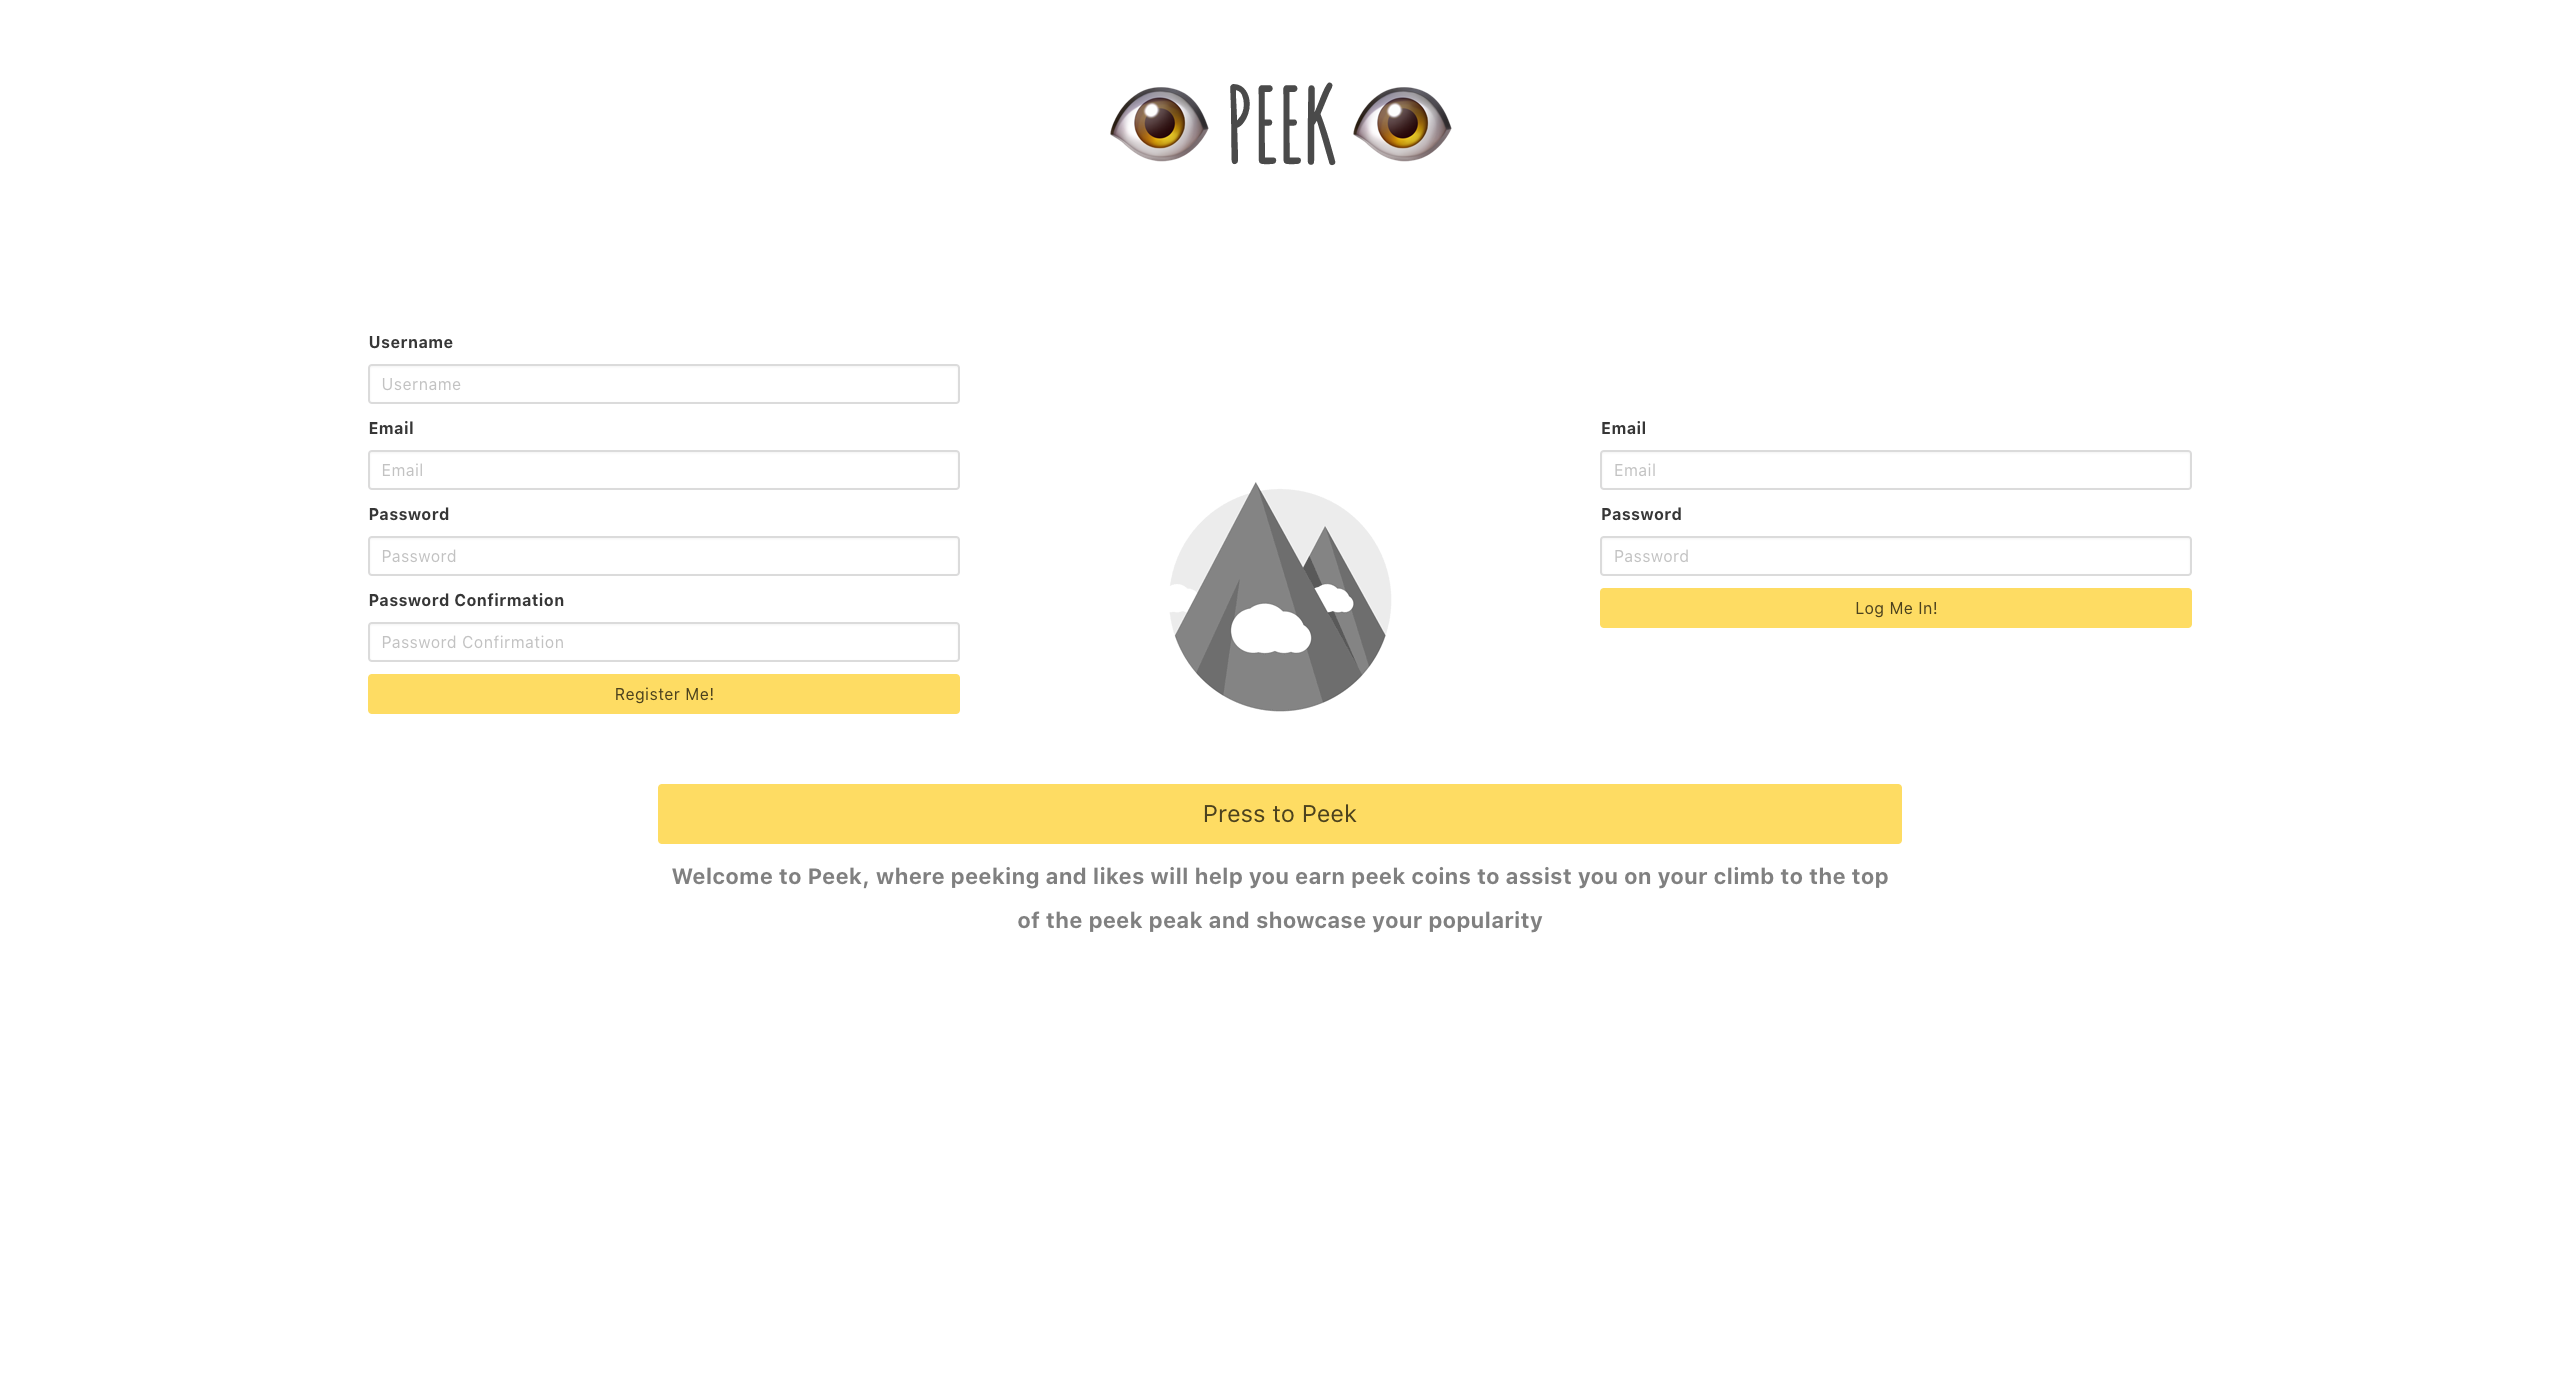 PEEK
Username
Username
Email
Email
Password
Password
Password Confirmation
Password Confirmation
Register Me!
Email
Email
Password
Password
Log Me In!
Press to Peek
Welcome to Peek, where peeking and likes will help you earn peek coins to assist you on your climb to the top
of the peek peak and showcase your popularity